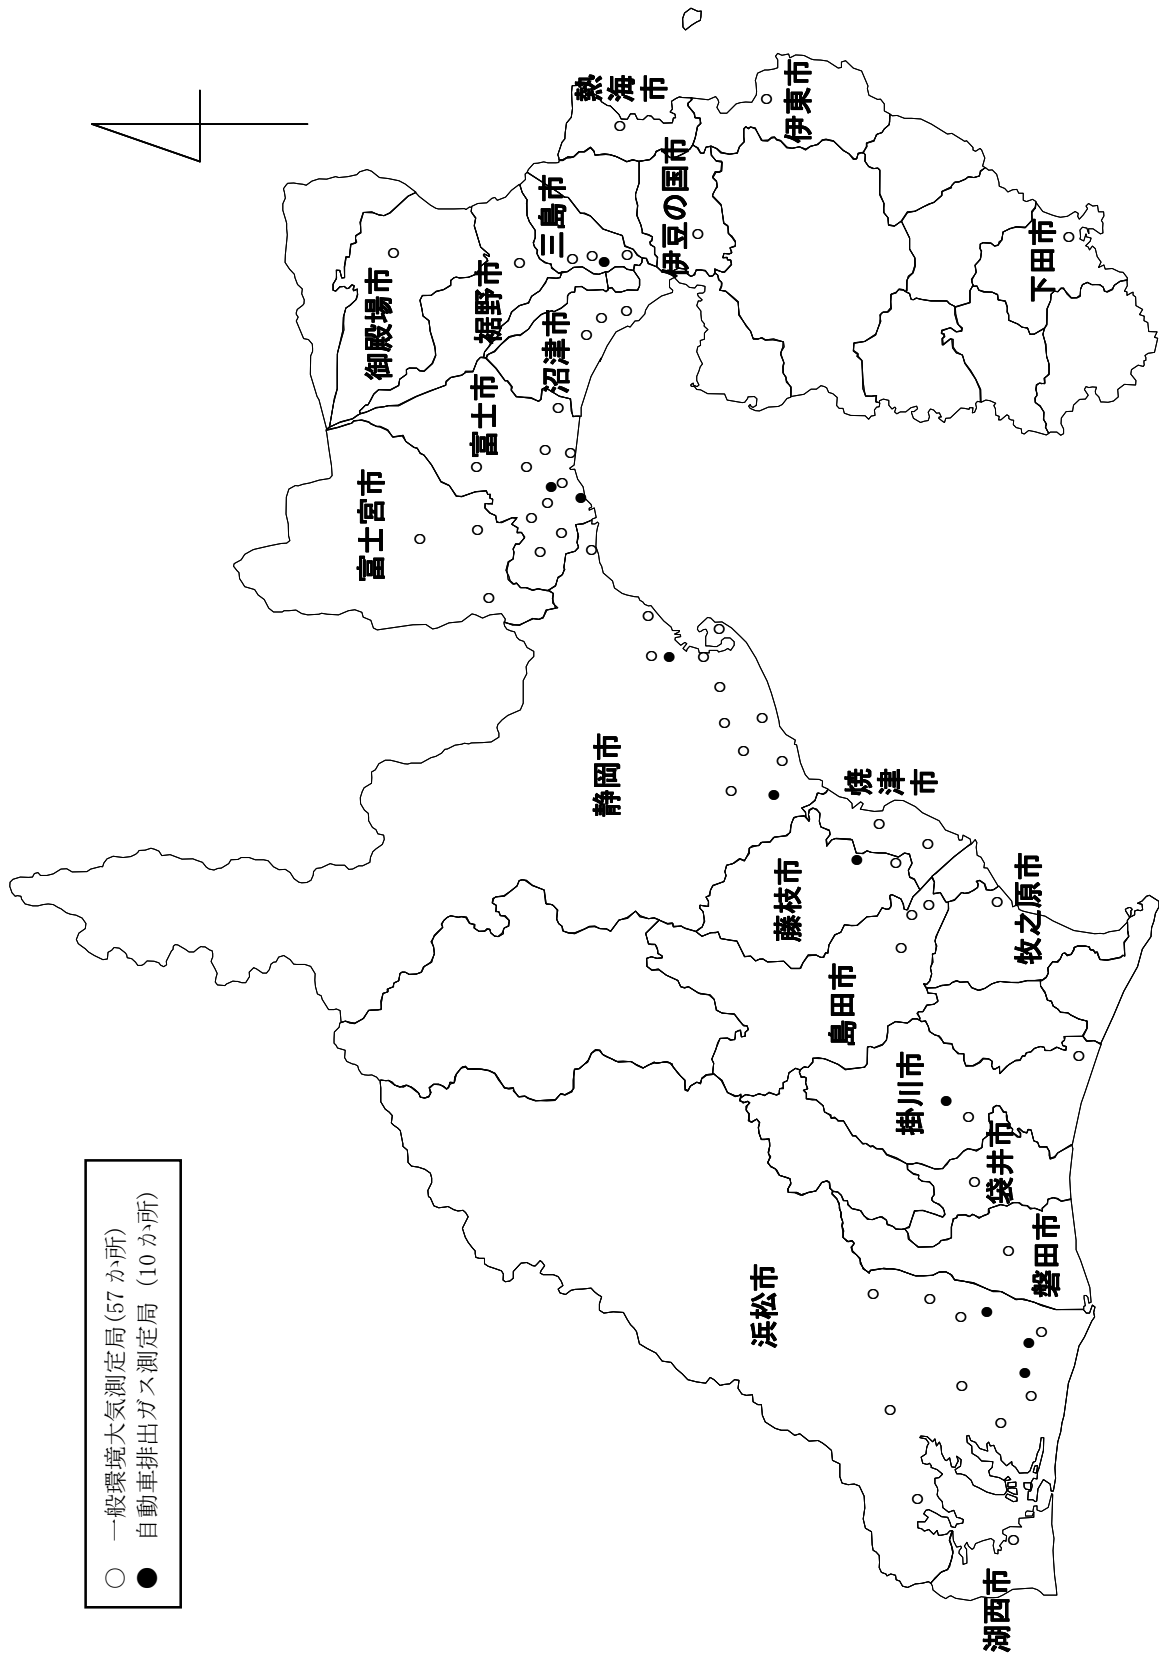 ○ 一般環境大気測定局(57 か所)
● 自動車排出ガス測定局 (10 か所)
御殿場市
富士宮市
裾野市
三島市
熱海市
富士市
沼津市
伊豆の国市
伊東市
下田市
静岡市
焼津市
藤枝市
島田市
牧之原市
掛川市
袋井市
磐田市
浜松市
湖西市